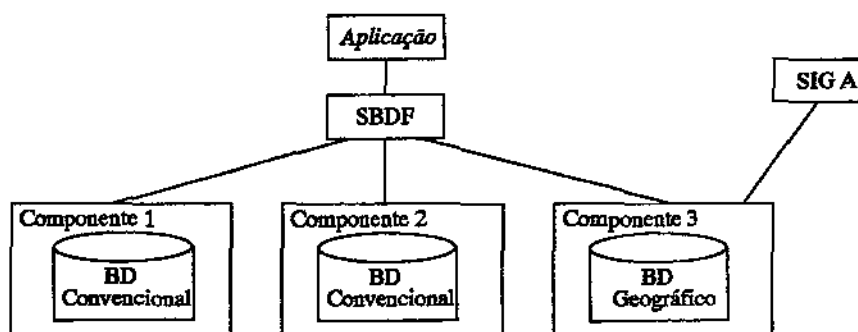 Aplicação
SIG A
SBDF
Componente 1
BD
Convencional
Componente 2
BD
Convencional
Componente 3
BD
Geográfico